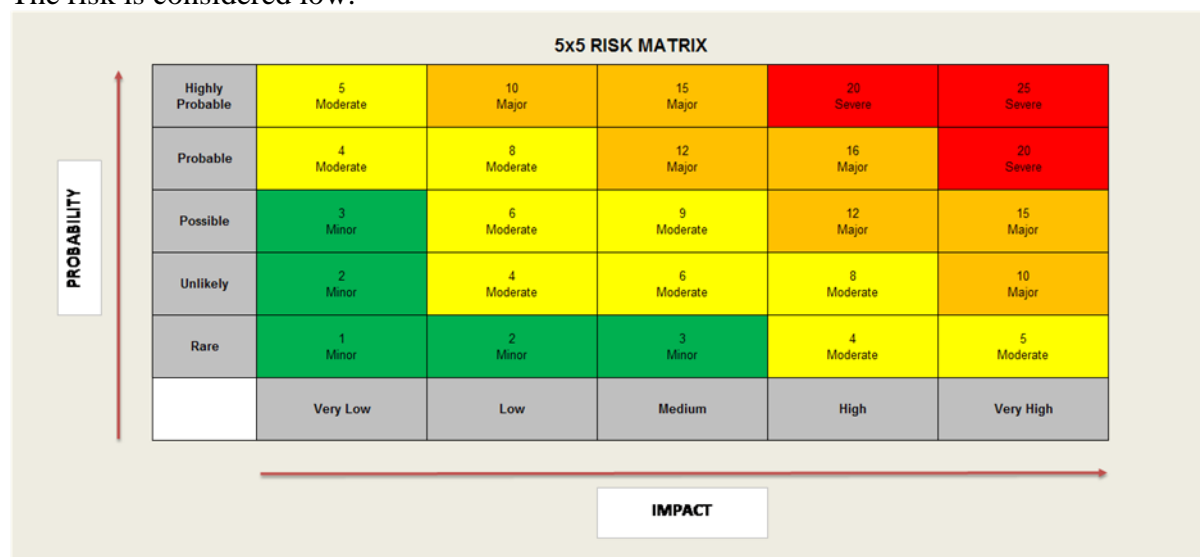 The risk is considered low.
5x5 RISK MATRIX
Highly
Probable
5
Moderate
10
Major
15
Major
20
Severe
25
Severe
Probable
4
Moderate
8
Moderate
12
Major
16
Major
20
Severe
PROBABILITY
Possible
3
Minor
6
Moderate
9
Moderate
12
Major
15
Major
Unlikely
2
Minor
4
Moderate
6
Moderate
8
Moderate
10
Major
Rare
1
Minor
2
Minor
3
Minor
4
Moderate
5
Moderate
Very Low
Low
Medium
High
Very High
IMPACT